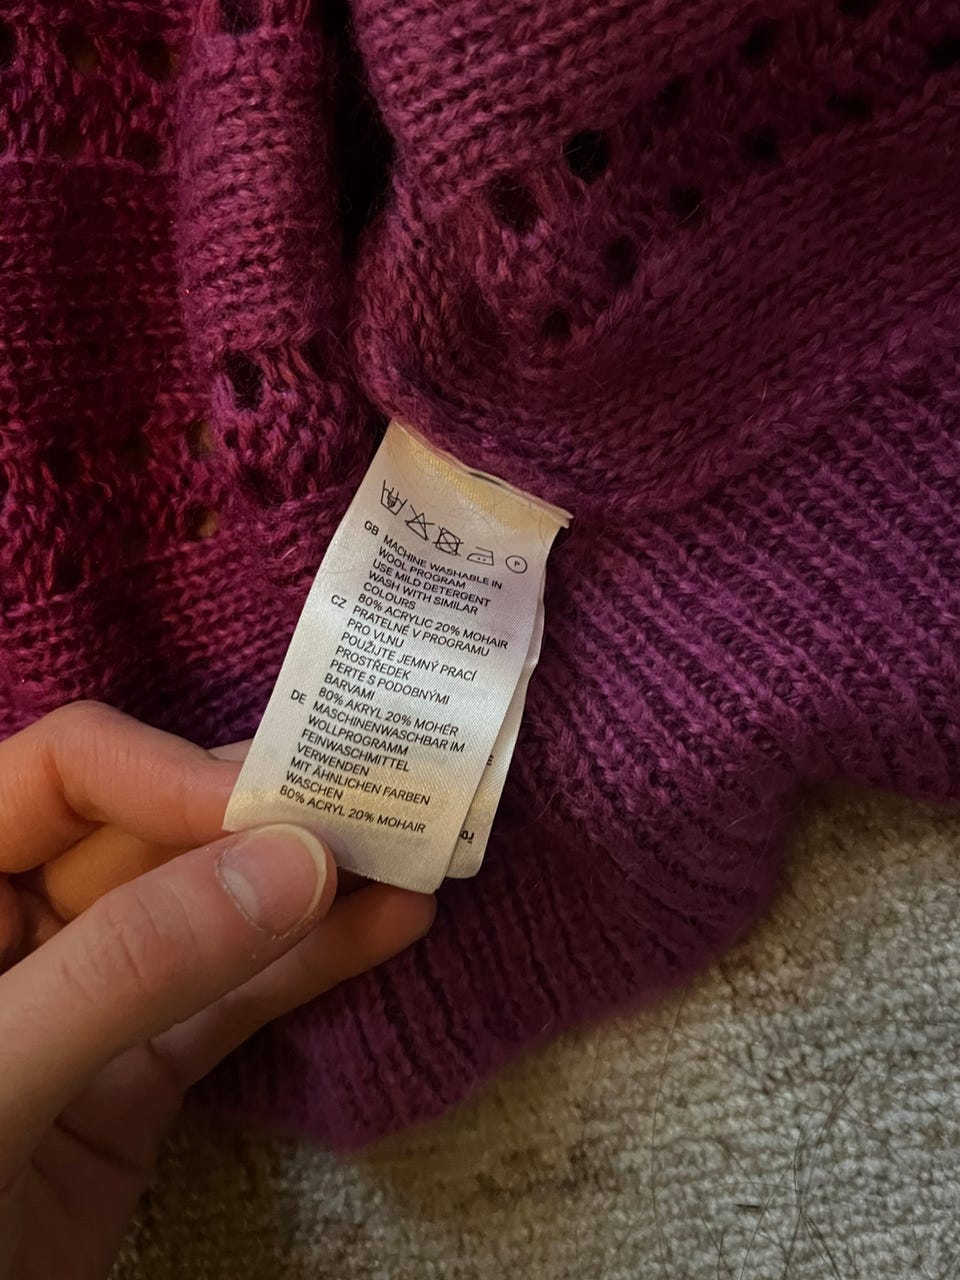 P
GB MACHINE WASHABLE IN
WOOL PROGRAM
USE MILD DETERGENT
WASH WITH SIMILAR
COLOURS
80% ACRYLIC 20% MOHAIR
CZ PRATELNÉ V PROGRAMU
PRO VLNU
POUŽIJTE JEMNÝ PRACÍ
PROSTŘEDEK
PERTE S PODOBNÝMI
BARVAMI
80% AKRYL 20% MOHÉR
DE MASCHINENWASCHBAR IM
WOLLPROGRAMM
FEINWASCHMITTEL
VERWENDEN
MIT ÄHNLICHEN FARBEN
WASCHEN
80% ACRYL 20% MOHAIR